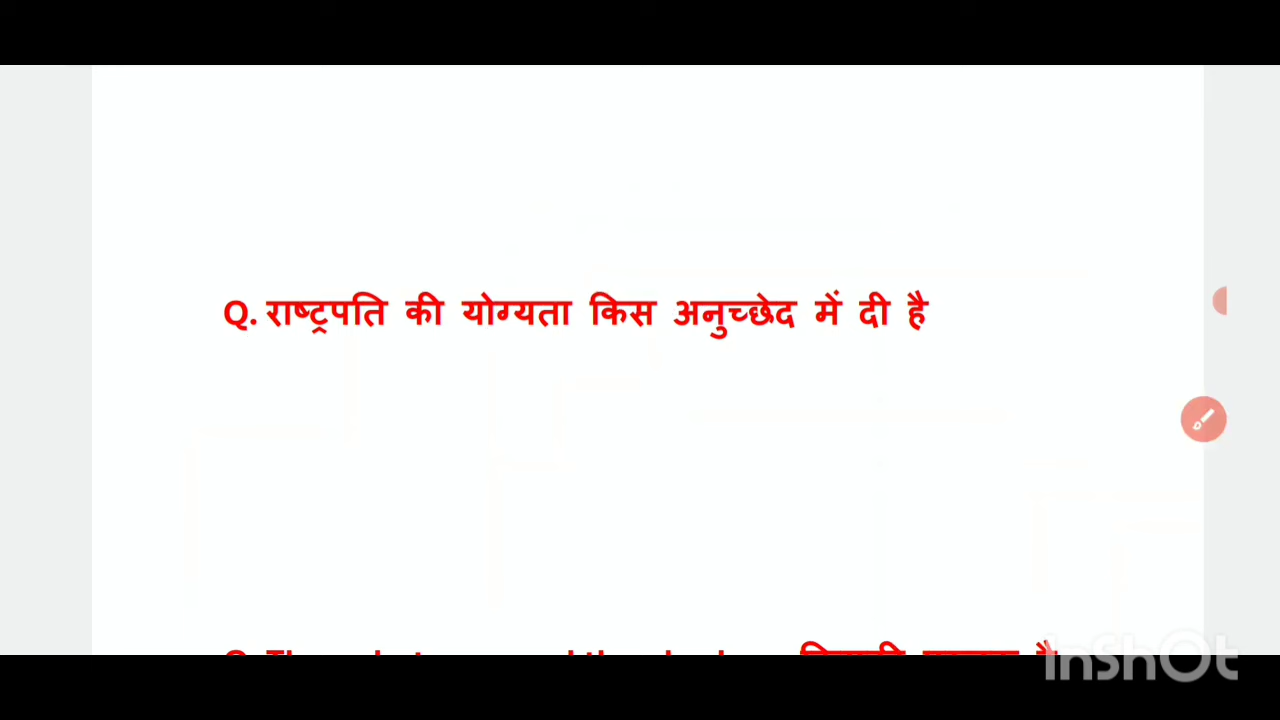 Q. राष्ट्रपति की योग्यता किस अनुच्छेद में दी है
InShOt